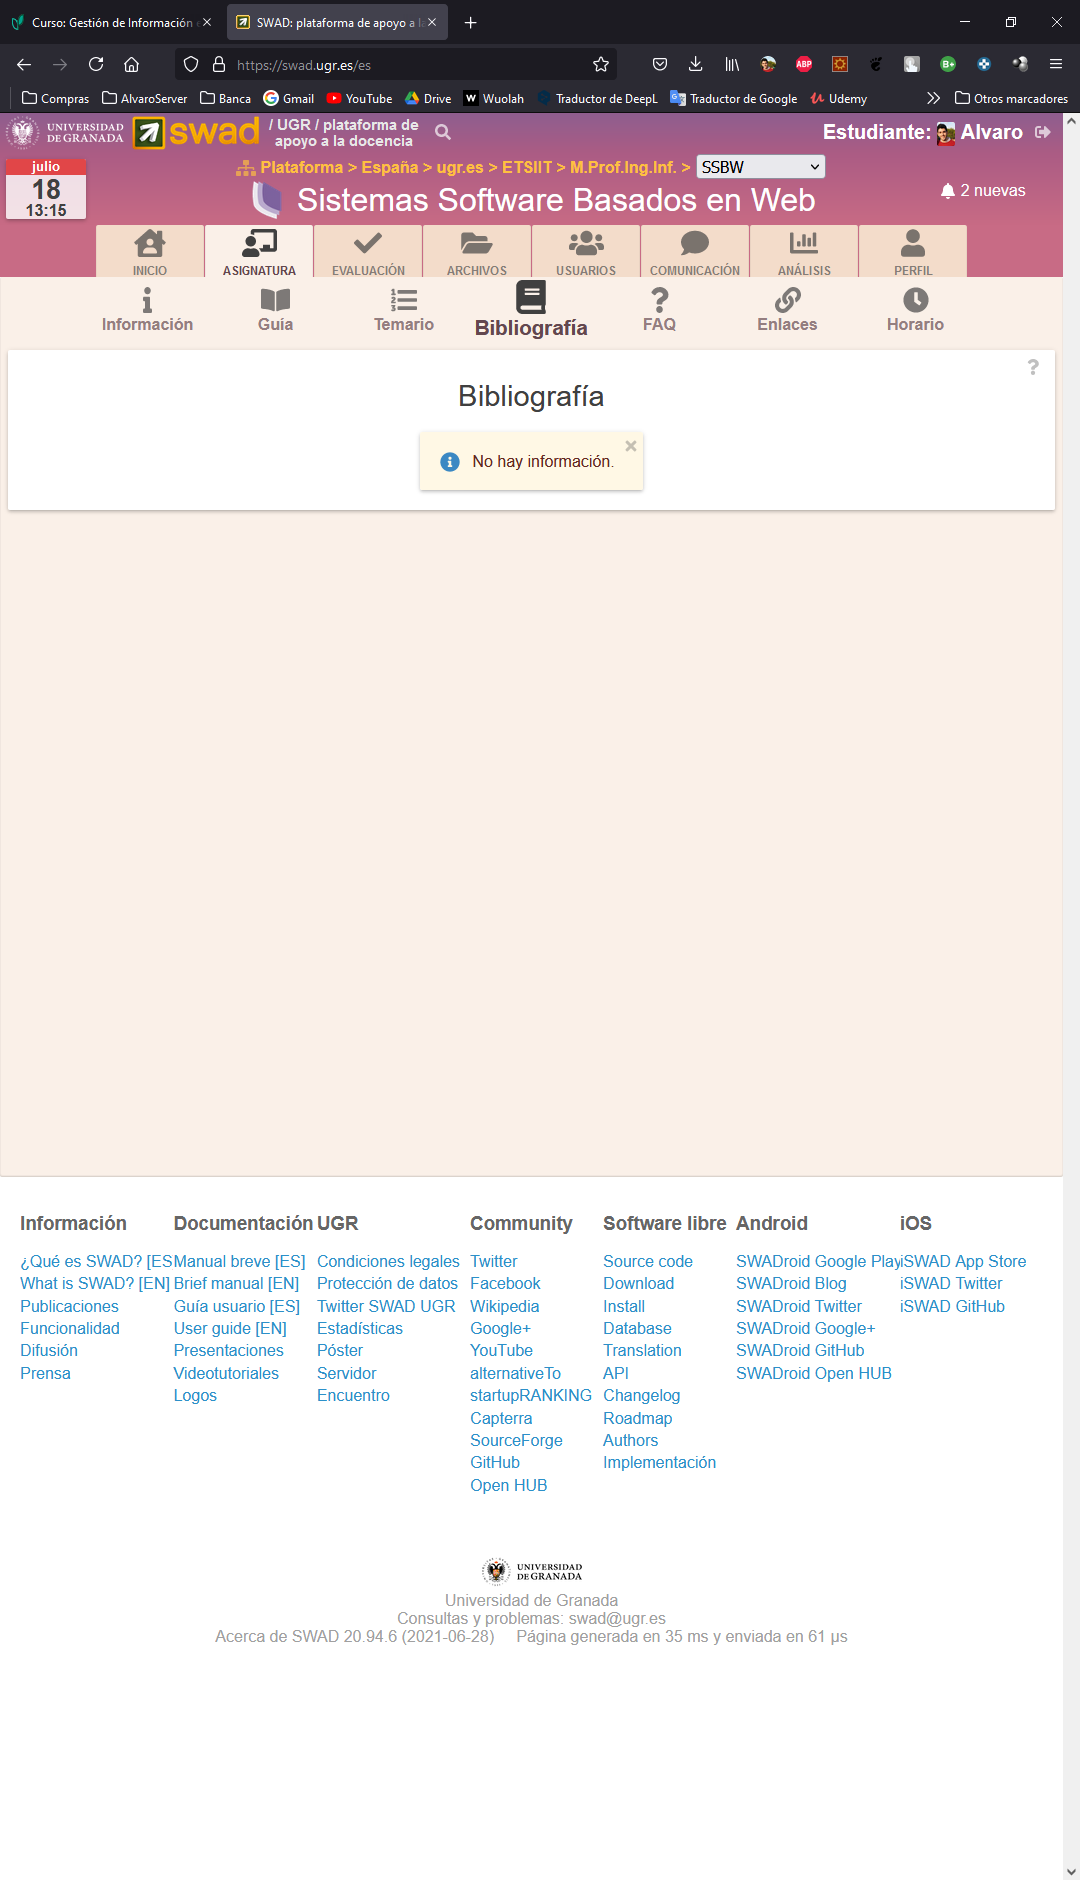 Curso: Gestión de Información
SWAD: plataforma de apoyo a l
https://swad.ugr.es/es
Compras
AlvaroServer
Banca
Gmail
YouTube
Drive
Wuolah
Traductor de DeepL
Traductor de Google
Udemy
Otros marcadores
UNIVERSIDAD
DE GRANADA
swad
/ UGR / plataforma de
apoyo a la docencia
Estudiante: Alvaro
julio
18
13:15
Plataforma > España > ugr.es > ETSIIT > M.Prof.Ing.Inf. > SSBW
Sistemas Software Basados en Web
2 nuevas
INICIO
ASIGNATURA
EVALUACIÓN
ARCHIVOS
USUARIOS
COMUNICACIÓN
ANÁLISIS
PERFIL
Información
Guía
Temario
Bibliografía
FAQ
Enlaces
Horario
?
Bibliografía
No hay información.
Información
¿Qué es SWAD? [ES
What is SWAD? [EN]
Publicaciones
Funcionalidad
Difusión
Prensa
Documentación
Manual breve [ES]
Brief manual [EN]
Guía usuario [ES]
User guide [EN]
Presentaciones
Videotutoriales
Logos
UGR
Condiciones legales
Protección de datos
Twitter SWAD UGR
Estadísticas
Póster
Servidor
Encuentro
Community
Twitter
Facebook
Wikipedia
Google+
YouTube
alternativeTo
startupRANKING
Capterra
SourceForge
GitHub
Open HUB
Software libre
Source code
Download
Install
Database
Translation
API
Changelog
Roadmap
Authors
Implementación
Android
SWADroid Google Play
SWADroid Blog
SWADroid Twitter
SWADroid Google+
SWADroid GitHub
SWADroid Open HUB
iOS
iSWAD App Store
iSWAD Twitter
iSWAD GitHub
UNIVERSIDAD
DE GRANADA
Universidad de Granada
Consultas y problemas: swad@ugr.es
Acerca de SWAD 20.94.6 (2021-06-28) Página generada en 35 ms y enviada en 61 µs